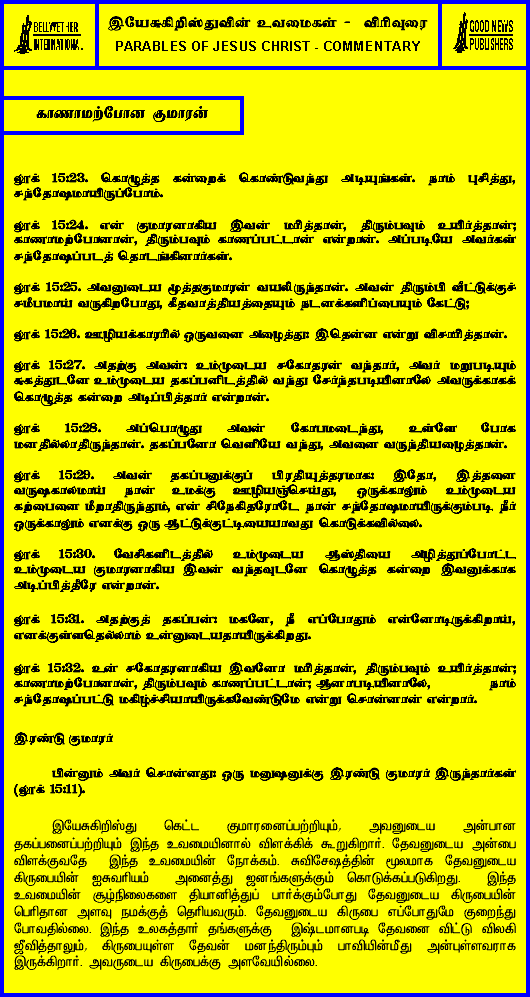 BELLWETHER
INTERNATIONAL
இயேசுகிறிஸ்துவின் உவமைகள் - விரிவுரை
PARABLES OF JESUS CHRIST - COMMENTARY
GOOD NEWS
PUBLISHERS
காணாமற்போன குமாரன்
லூக் 15:23. கொழுத்த கன்றைக் கொண்டுவந்து அடியுங்கள். நாம் புசித்து,
சந்தோஷமாயிருப்போம்.
லூக் 15:24. என் குமாரனாகிய இவன் மரித்தான், திரும்பவும் உயிர்த்தான்;
காணாமற்போனான், திரும்பவும் காணப்பட்டான் என்றான். அப்படியே அவர்கள்
சந்தோஷப்படத் தொடங்கினார்கள்.
லூக் 15:25. அவனுடைய மூத்தகுமாரன் வயலிருந்தான். அவன் திரும்பி வீட்டுக்குச்
சமீபமாய் வருகிறபோது, கீதவாத்தியத்தையும் நடனக்களிப்பையும் கேட்டு;
லூக் 15:26. ஊழியக்காரரில் ஒருவனை அழைத்து: இதென்ன என்று விசாரித்தான்.
லூக் 15:27. அதற்கு அவன்: உம்முடைய சகோதரன் வந்தார், அவர் மறுபடியும்
சுகத்துடனே உம்முடைய தகப்பனிடத்தில் வந்து சேர்ந்தபடியினாலே அவருக்காகக்
கொழுத்த கன்றை அடிப்பித்தார் என்றான்.
லூக் 15:28. அப்பொழுது அவன் கோபமடைந்து, உள்ளே போக
மனதில்லாதிருந்தான். தகப்பனோ வெளியே வந்து, அவனை வருந்தியழைத்தான்.
லூக் 15:29. அவன் தகப்பனுக்குப் பிரதியுத்தரமாக: இதோ, இத்தனை
வருஷகாலமாய் நான் உமக்கு ஊழியஞ்செய்து, ஒருக்காலும் உம்முடைய
கற்பனை மீறாதிருந்தும், என் சிநேகிதரோடே நான் சந்தோஷமாயிருக்கும்படி நீர்
ஒருக்காலும் எனக்கு ஒரு ஆட்டுக்குட்டியையாவது கொடுக்கவில்லை.
லூக் 15:30. வேசிகளிடத்தில் உம்முடைய ஆஸ்தியை அழித்துப்போட்ட
உம்முடைய குமாரனாகிய இவன் வந்தவுடனே கொழுத்த கன்றை இவனுக்காக
அடிப்பித்தீரே என்றான்.
லூக் 15:31. அதற்குத் தகப்பன்: மகனே, நீ எப்போதும் என்னோடிருக்கிறாய்,
எனக்குள்ளதெல்லாம் உன்னுடையதாயிருக்கிறது.
லூக் 15:32. உன் சகோதரனாகிய இவனோ மரித்தான், திரும்பவும் உயிர்த்தான்;
காணாமற்போனான், திரும்பவும் காணப்பட்டான்; ஆனபடியினாலே, நாம்
சந்தோஷப்பட்டு மகிழ்ச்சியாயிருக்கவேண்டுமே என்று சொன்னான் என்றார்.
இரண்டு குமாரர்
பின்னும் அவர் சொன்னது: ஒரு மனுஷனுக்கு இரண்டு குமாரர் இருந்தார்கள்
(லூக் 15:11).
இயேசுகிறிஸ்து கெட்ட குமாரனைப்பற்றியும், அவனுடைய அன்பான
தகப்பனைப்பற்றியும் இந்த உவமையினால் விளக்கிக் கூறுகிறார். தேவனுடைய அன்பை
விளக்குவதே இந்த உவமையின் நோக்கம். சுவிசேஷத்தின் மூலமாக தேவனுடைய
கிருபையின் ஐசுவரியம் அனைத்து ஜனங்களுக்கும் கொடுக்கப்படுகிறது. இந்த
உவமையின் சூழ்நிலைகளை தியானித்துப் பார்க்கும்போது தேவனுடைய கிருபையின்
பெரிதான அளவு நமக்குத் தெரியவரும். தேவனுடைய கிருபை எப்போதுமே குறைந்து
போவதில்லை. இந்த உலகத்தார் தங்களுக்கு இஷ்டமானபடி தேவனை விட்டு விலகி
ஜீவித்தாலும், கிருபையுள்ள தேவன் மனந்திரும்பும் பாவியின்மீது அன்புள்ளவராக
இருக்கிறார். அவருடைய கிருபைக்கு அளவேயில்லை.